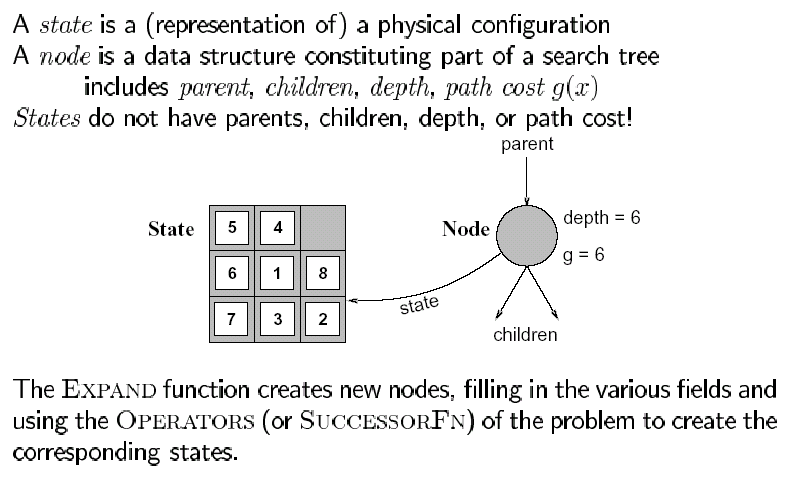 A state is a (representation of) a physical configuration
A node is a data structure constituting part of a search tree
includes parent, children, depth, path cost g(x)
States do not have parents, children, depth, or path cost!
parent
State
5 4
6 1 8
7 3 2
Node
depth = 6
g = 6
state
children
The EXPAND function creates new nodes, filling in the various fields and
using the OPERATORS (or SUCCESSORFN) of the problem to create the
corresponding states.